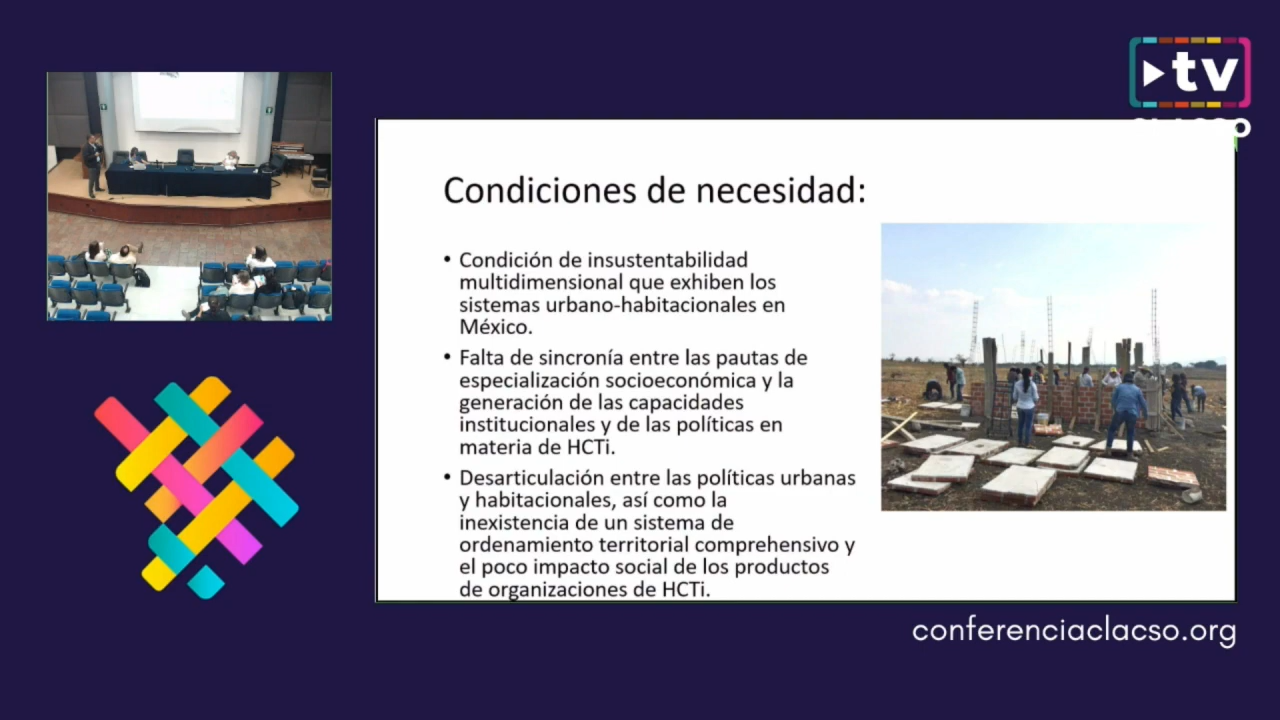 tv
CLACSO
Condiciones de necesidad:
• Condición de insustentabilidad
multidimensional que exhiben los
sistemas urbano-habitacionales en
México.
• Falta de sincronía entre las pautas de
especialización socioeconómica y la
generación de las capacidades
institucionales y de las políticas en
materia de HCTi.
• Desarticulación entre las políticas urbanas
y habitacionales, así como la
inexistencia de un sistema de
ordenamiento territorial comprehensivo y
el poco impacto social de los productos
de organizaciones de HCTi.
conferenciaclacso.org